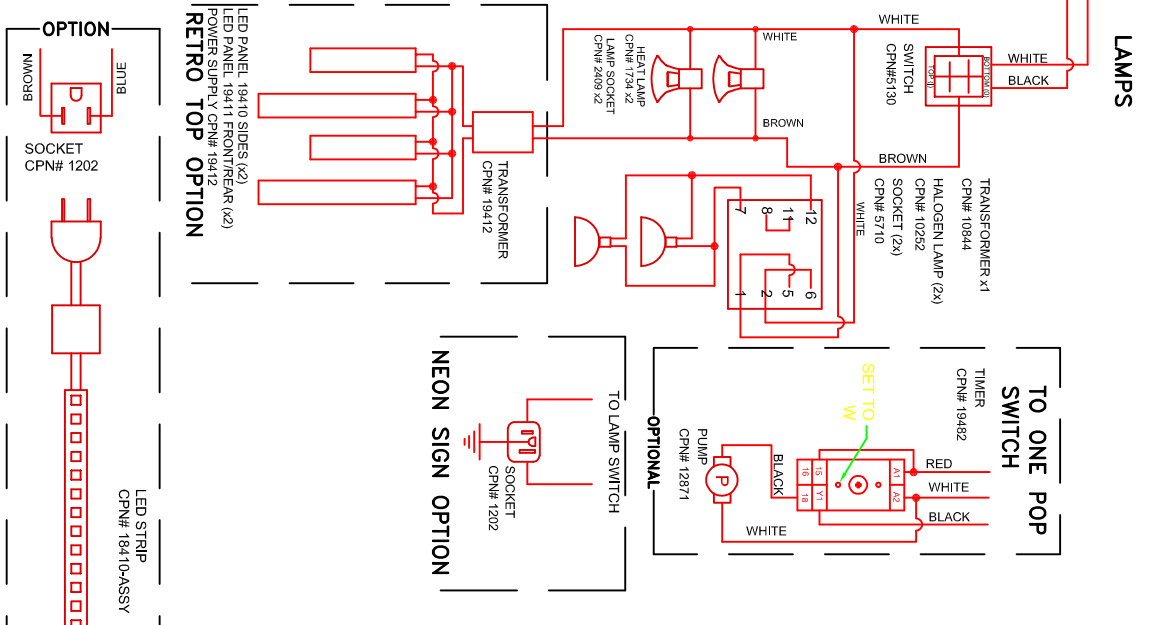 LAMPS
WHITE
WHITE
BLACK
BOTTOM (0)
TOP (|)
SWITCH
CPN#5130
WHITE
BROWN
BROWN
WHITE
HEAT LAMP
CPN# 1734 x2
LAMP SOCKET
CPN# 2409 x2
TRANSFORMER x1
CPN# 10844
HALOGEN LAMP (2x)
CPN# 10252
SOCKET (2x)
CPN# 5710
12
11
8
7
6
5
2
1
TRANSFORMER
CPN# 19412
LED PANEL 19410 SIDES (x2)
LED PANEL 19411 FRONT/REAR (x2)
POWER SUPPLY CPN# 19412
RETRO TOP OPTION
OPTION
BLUE
BROWN
SOCKET
CPN# 1202
LED STRIP
CPN# 18410-ASSY
TO LAMP SWITCH
SOCKET
CPN# 1202
NEON SIGN OPTION
TO ONE POP
SWITCH
TIMER
CPN# 19482
SET TO
W
A1
A2
15
Y1
16
18
RED
WHITE
BLACK
BLACK
WHITE
P
PUMP
CPN# 12871
OPTIONAL